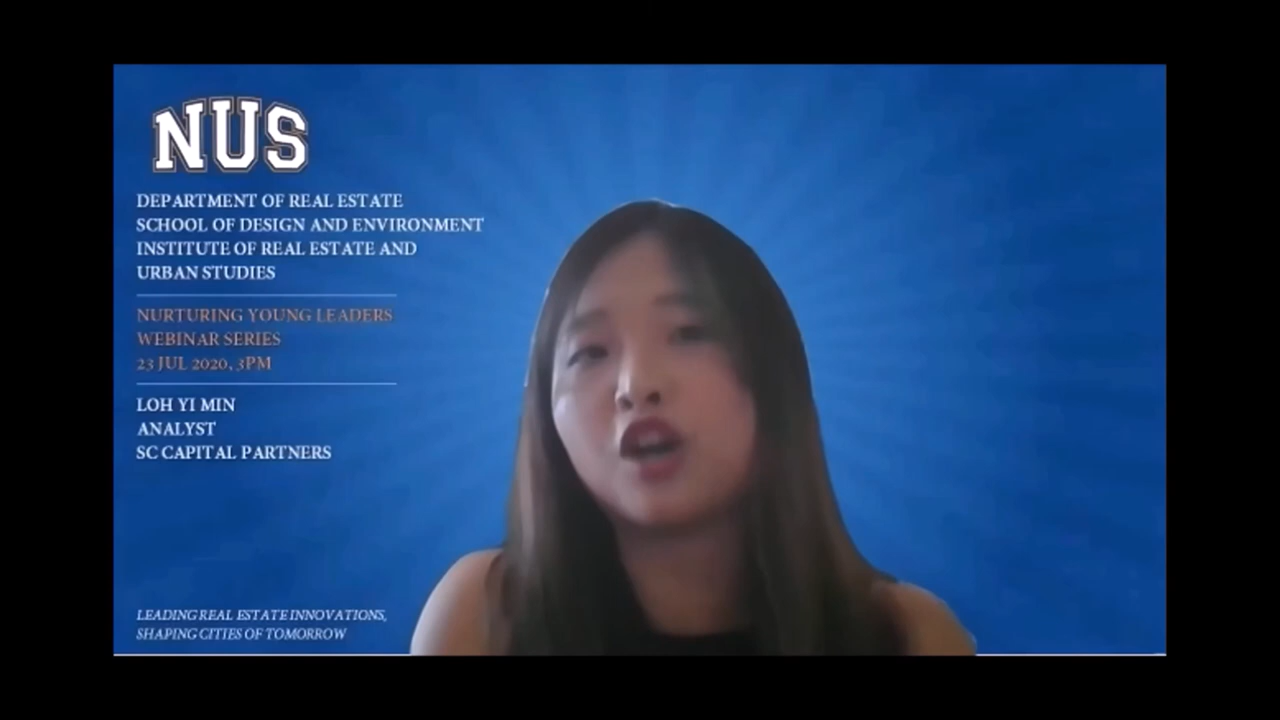 NUS
DEPARTMENT OF REAL ESTATE
SCHOOL OF DESIGN AND ENVIRONMENT
INSTITUTE OF REAL ESTATE AND
URBAN STUDIES
NURTURING YOUNG LEADERS
WEBINAR SERIES
23 JUL 2020, 3PM
LOH YI MIN
ANALYST
SC CAPITAL PARTNERS
LEADING REAL ESTATE INNOVATIONS,
SHAPING CITIES OF TOMORROW